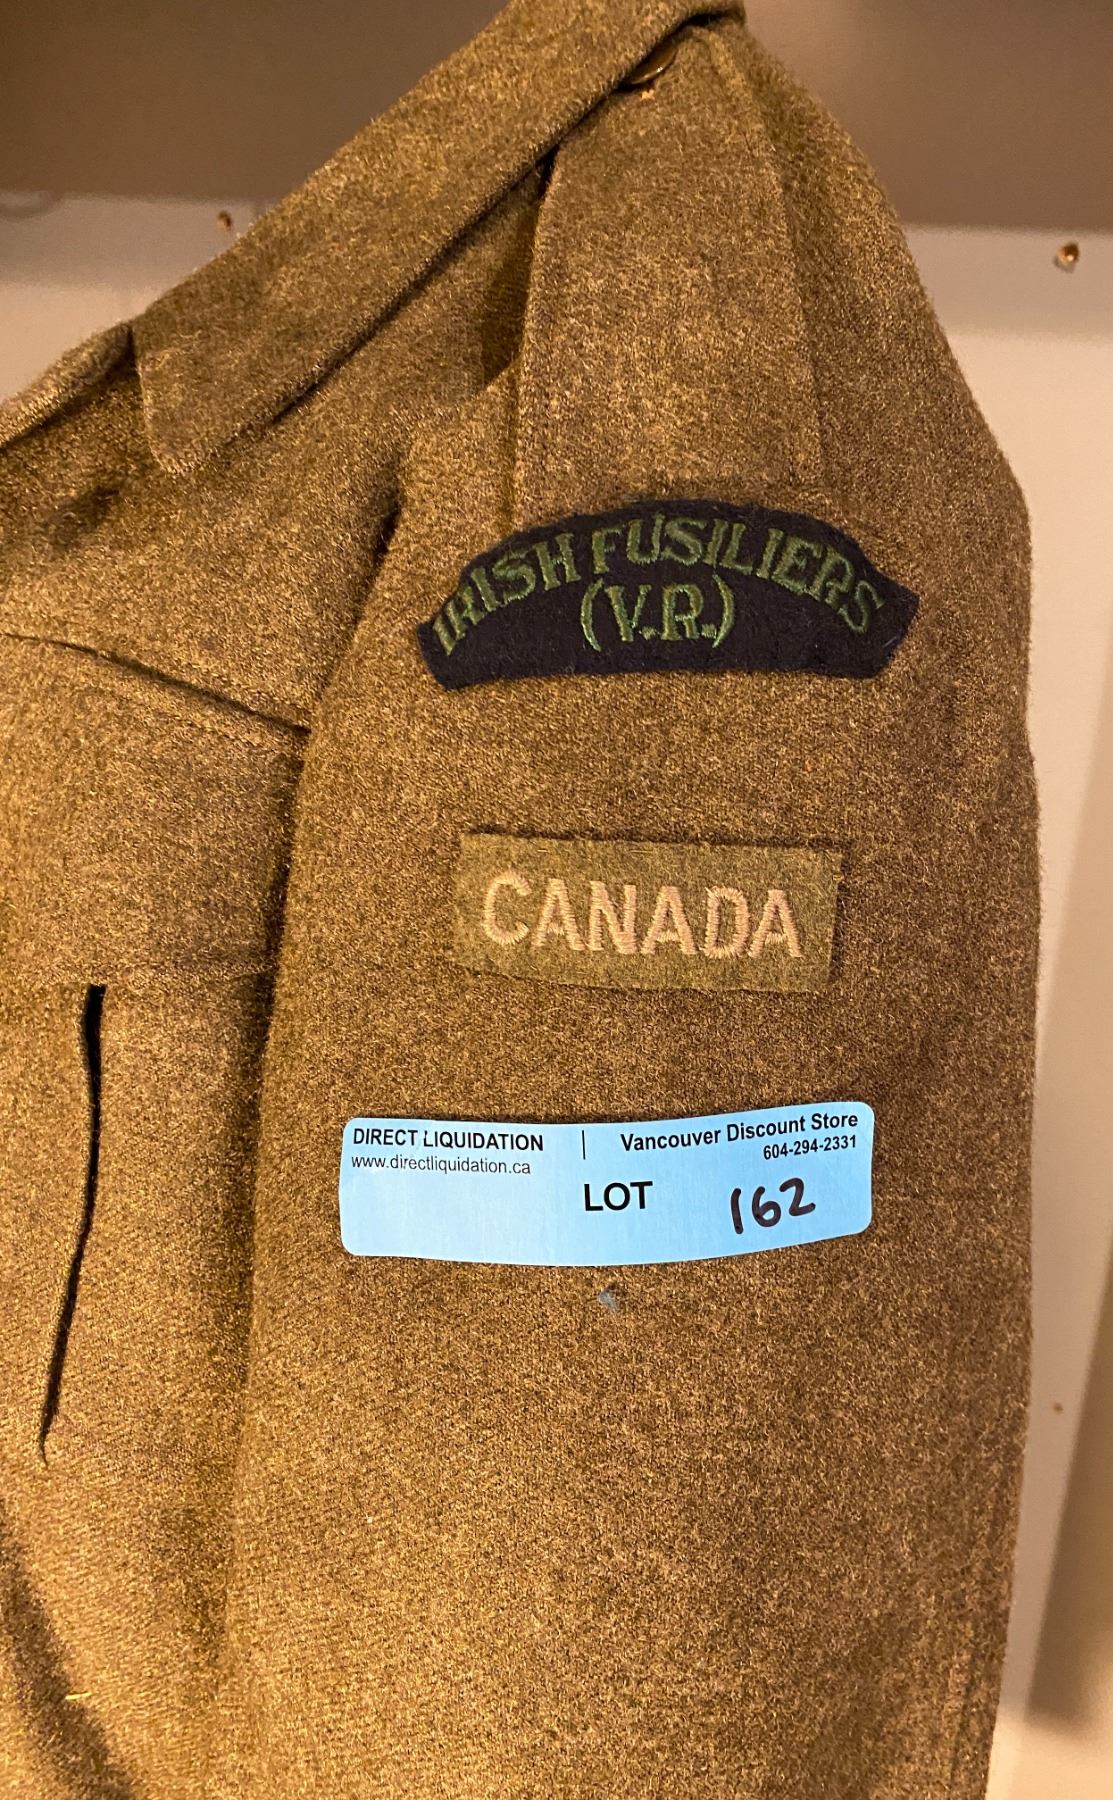 IRISH FUSILIERS
(V.R.)
CANADA
DIRECT LIQUIDATION | Vancouver Discount Store
www.directliquidation.ca 604-294-2331
LOT 162